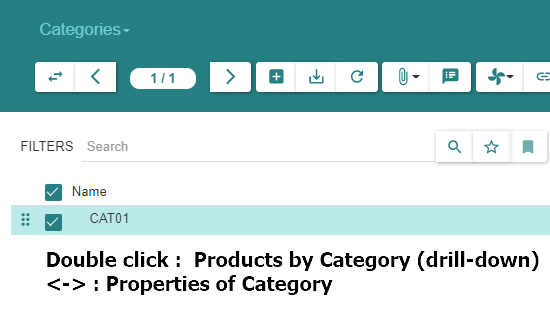 Categories
1 / 1
FILTERS Search
Name
CAT01
Double click :  Products by Category (drill-down)
<-> : Properties of Category